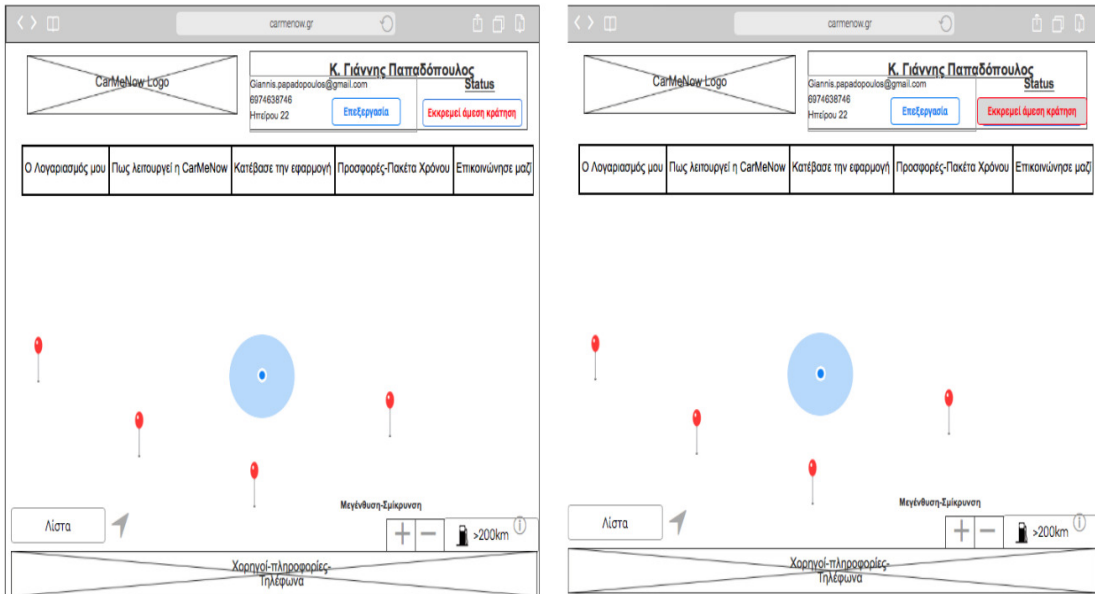 carmenow.gr
CarMeNow Logo
Κ. Γιάννης Παπαδόπουλος
Giannis.papadopoulos@gmail.com
Status
6974638746
Ηπείρου 22
Επεξεργασία
Εκκρεμεί άμεση κράτηση
Ο Λογαριασμός μου
Πως λειτουργεί η CarMeNow
Κατέβασε την εφαρμογή
Προσφορές-Πακέτα Χρόνου
Επικοινώνησε μαζί
Μεγένθυση-Σμίκρυνση
Λίστα
+
−
>200km
Χορηγοί-πληροφορίες-
Τηλέφωνα
carmenow.gr
CarMeNow Logo
Κ. Γιάννης Παπαδόπουλος
Giannis.papadopoulos@gmail.com
Status
6974638746
Ηπείρου 22
Επεξεργασία
Εκκρεμεί άμεση κράτηση
Ο Λογαριασμός μου
Πως λειτουργεί η CarMeNow
Κατέβασε την εφαρμογή
Προσφορές-Πακέτα Χρόνου
Επικοινώνησε μαζί
Μεγένθυση-Σμίκρυνση
Λίστα
+
−
>200km
Χορηγοί-πληροφορίες-
Τηλέφωνα